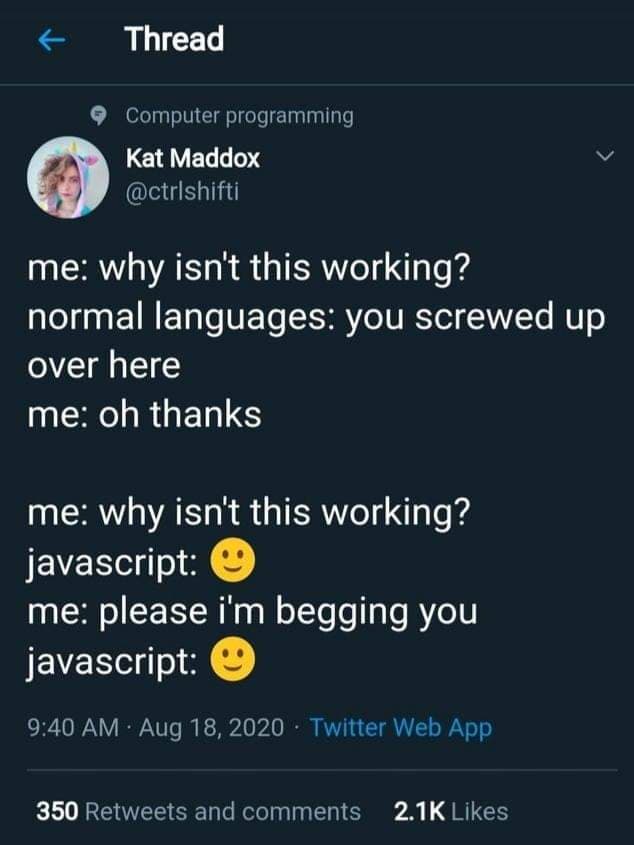 Thread
Computer programming
Kat Maddox
@ctrlshifti
me: why isn't this working?
normal languages: you screwed up
over here
me: oh thanks
me: why isn't this working?
javascript: 🙂
me: please i'm begging you
javascript: 🙂
9:40 AM · Aug 18, 2020 · Twitter Web App
350 Retweets and comments 2.1K Likes